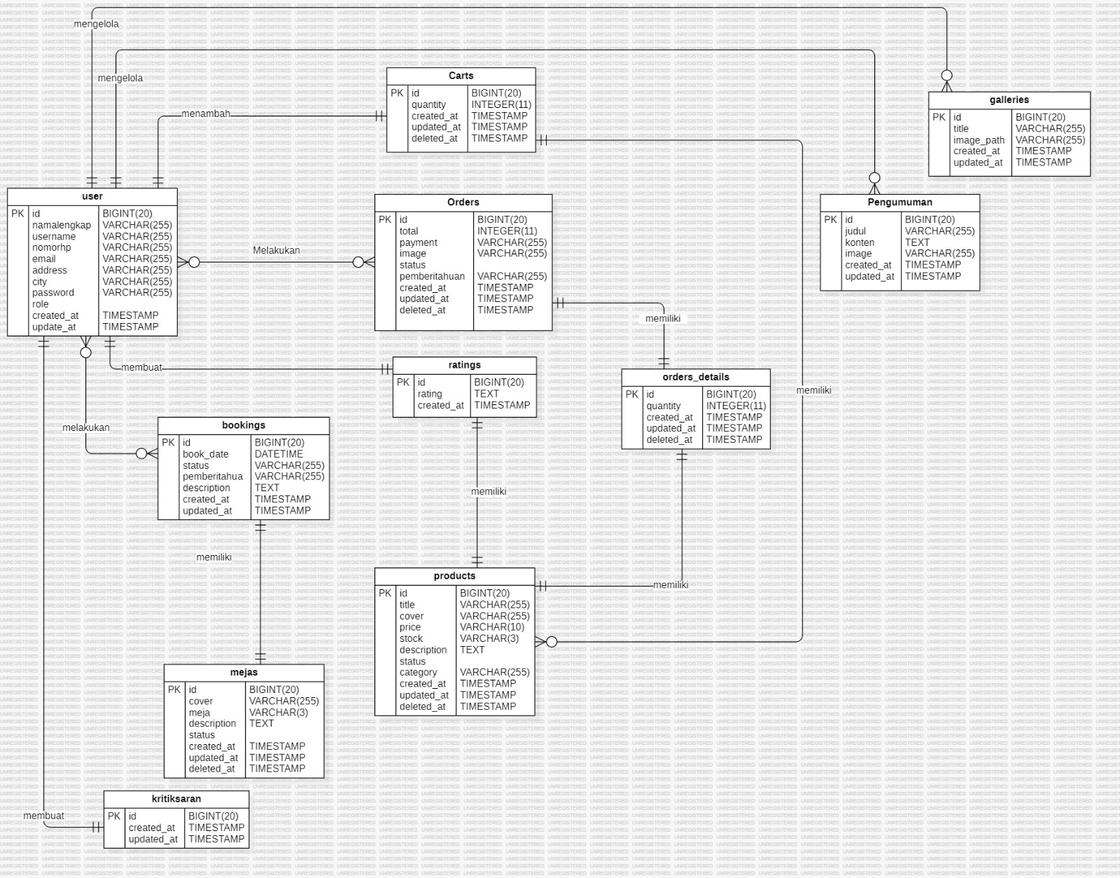 mengelola
mengelola
menambah
Carts
PK id BIGINT(20)
quantity INTEGER(11)
created_at TIMESTAMP
updated_at TIMESTAMP
deleted_at TIMESTAMP
galleries
PK id BIGINT(20)
title VARCHAR(255)
image_path VARCHAR(255)
created_at TIMESTAMP
updated_at TIMESTAMP
user
PK id BIGINT(20)
namalengkap VARCHAR(255)
username VARCHAR(255)
nomorhp VARCHAR(255)
email VARCHAR(255)
address VARCHAR(255)
city VARCHAR(255)
password VARCHAR(255)
role
created_at TIMESTAMP
update_at TIMESTAMP
Melakukan
Orders
PK id BIGINT(20)
total INTEGER(11)
payment VARCHAR(255)
image VARCHAR(255)
status
pemberitahuan VARCHAR(255)
created_at TIMESTAMP
updated_at TIMESTAMP
deleted_at TIMESTAMP
Pengumuman
PK id BIGINT(20)
judul VARCHAR(255)
konten TEXT
image VARCHAR(255)
created_at TIMESTAMP
updated_at TIMESTAMP
memiliki
membuat
ratings
PK id BIGINT(20)
rating TEXT
created_at TIMESTAMP
orders_details
PK id BIGINT(20)
quantity INTEGER(11)
created_at TIMESTAMP
updated_at TIMESTAMP
deleted_at TIMESTAMP
memiliki
melakukan
bookings
PK id BIGINT(20)
book_date DATETIME
status VARCHAR(255)
pemberitahua VARCHAR(255)
description TEXT
created_at TIMESTAMP
updated_at TIMESTAMP
memiliki
memiliki
products
PK id BIGINT(20)
title VARCHAR(255)
cover VARCHAR(255)
price VARCHAR(10)
stock VARCHAR(3)
description TEXT
status
category VARCHAR(255)
created_at TIMESTAMP
updated_at TIMESTAMP
deleted_at TIMESTAMP
memiliki
mejas
PK id BIGINT(20)
cover VARCHAR(255)
meja VARCHAR(3)
description TEXT
status
created_at TIMESTAMP
updated_at TIMESTAMP
deleted_at TIMESTAMP
membuat
kritiksaran
PK id BIGINT(20)
created_at TIMESTAMP
updated_at TIMESTAMP